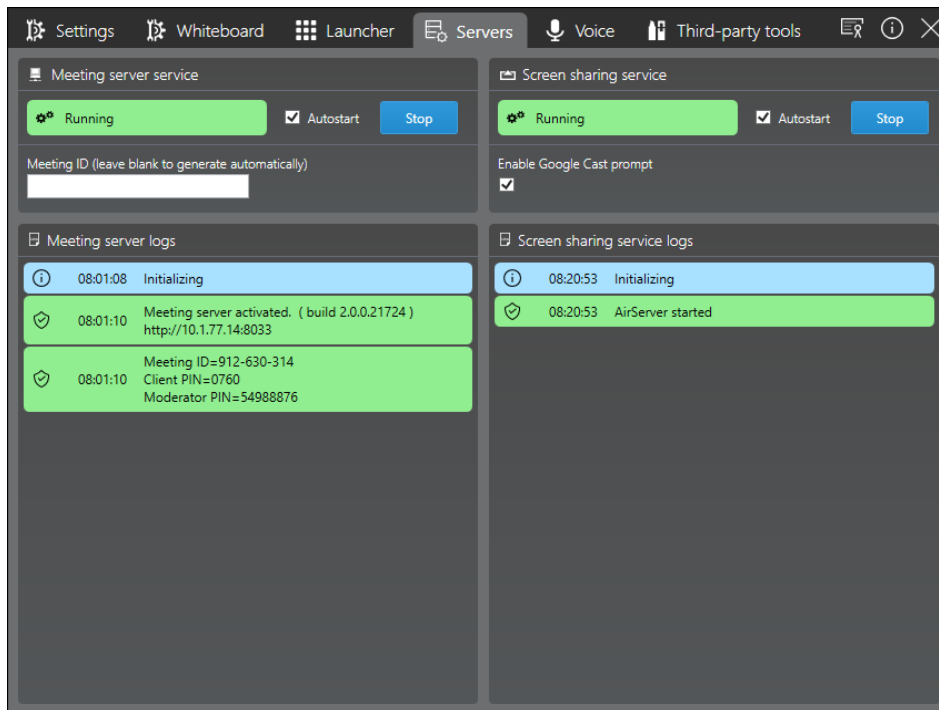 Settings
Whiteboard
Launcher
Servers
Voice
Third-party tools
Meeting server service
Running
Autostart
Stop
Meeting ID (leave blank to generate automatically)
Screen sharing service
Running
Autostart
Stop
Enable Google Cast prompt
Meeting server logs
08:01:08 Initializing
08:01:10 Meeting server activated. ( build 2.0.0.21724 )
http://10.1.77.14:8033
08:01:10 Meeting ID=912-630-314
Client PIN=0760
Moderator PIN=54988876
Screen sharing service logs
08:20:53 Initializing
08:20:53 AirServer started